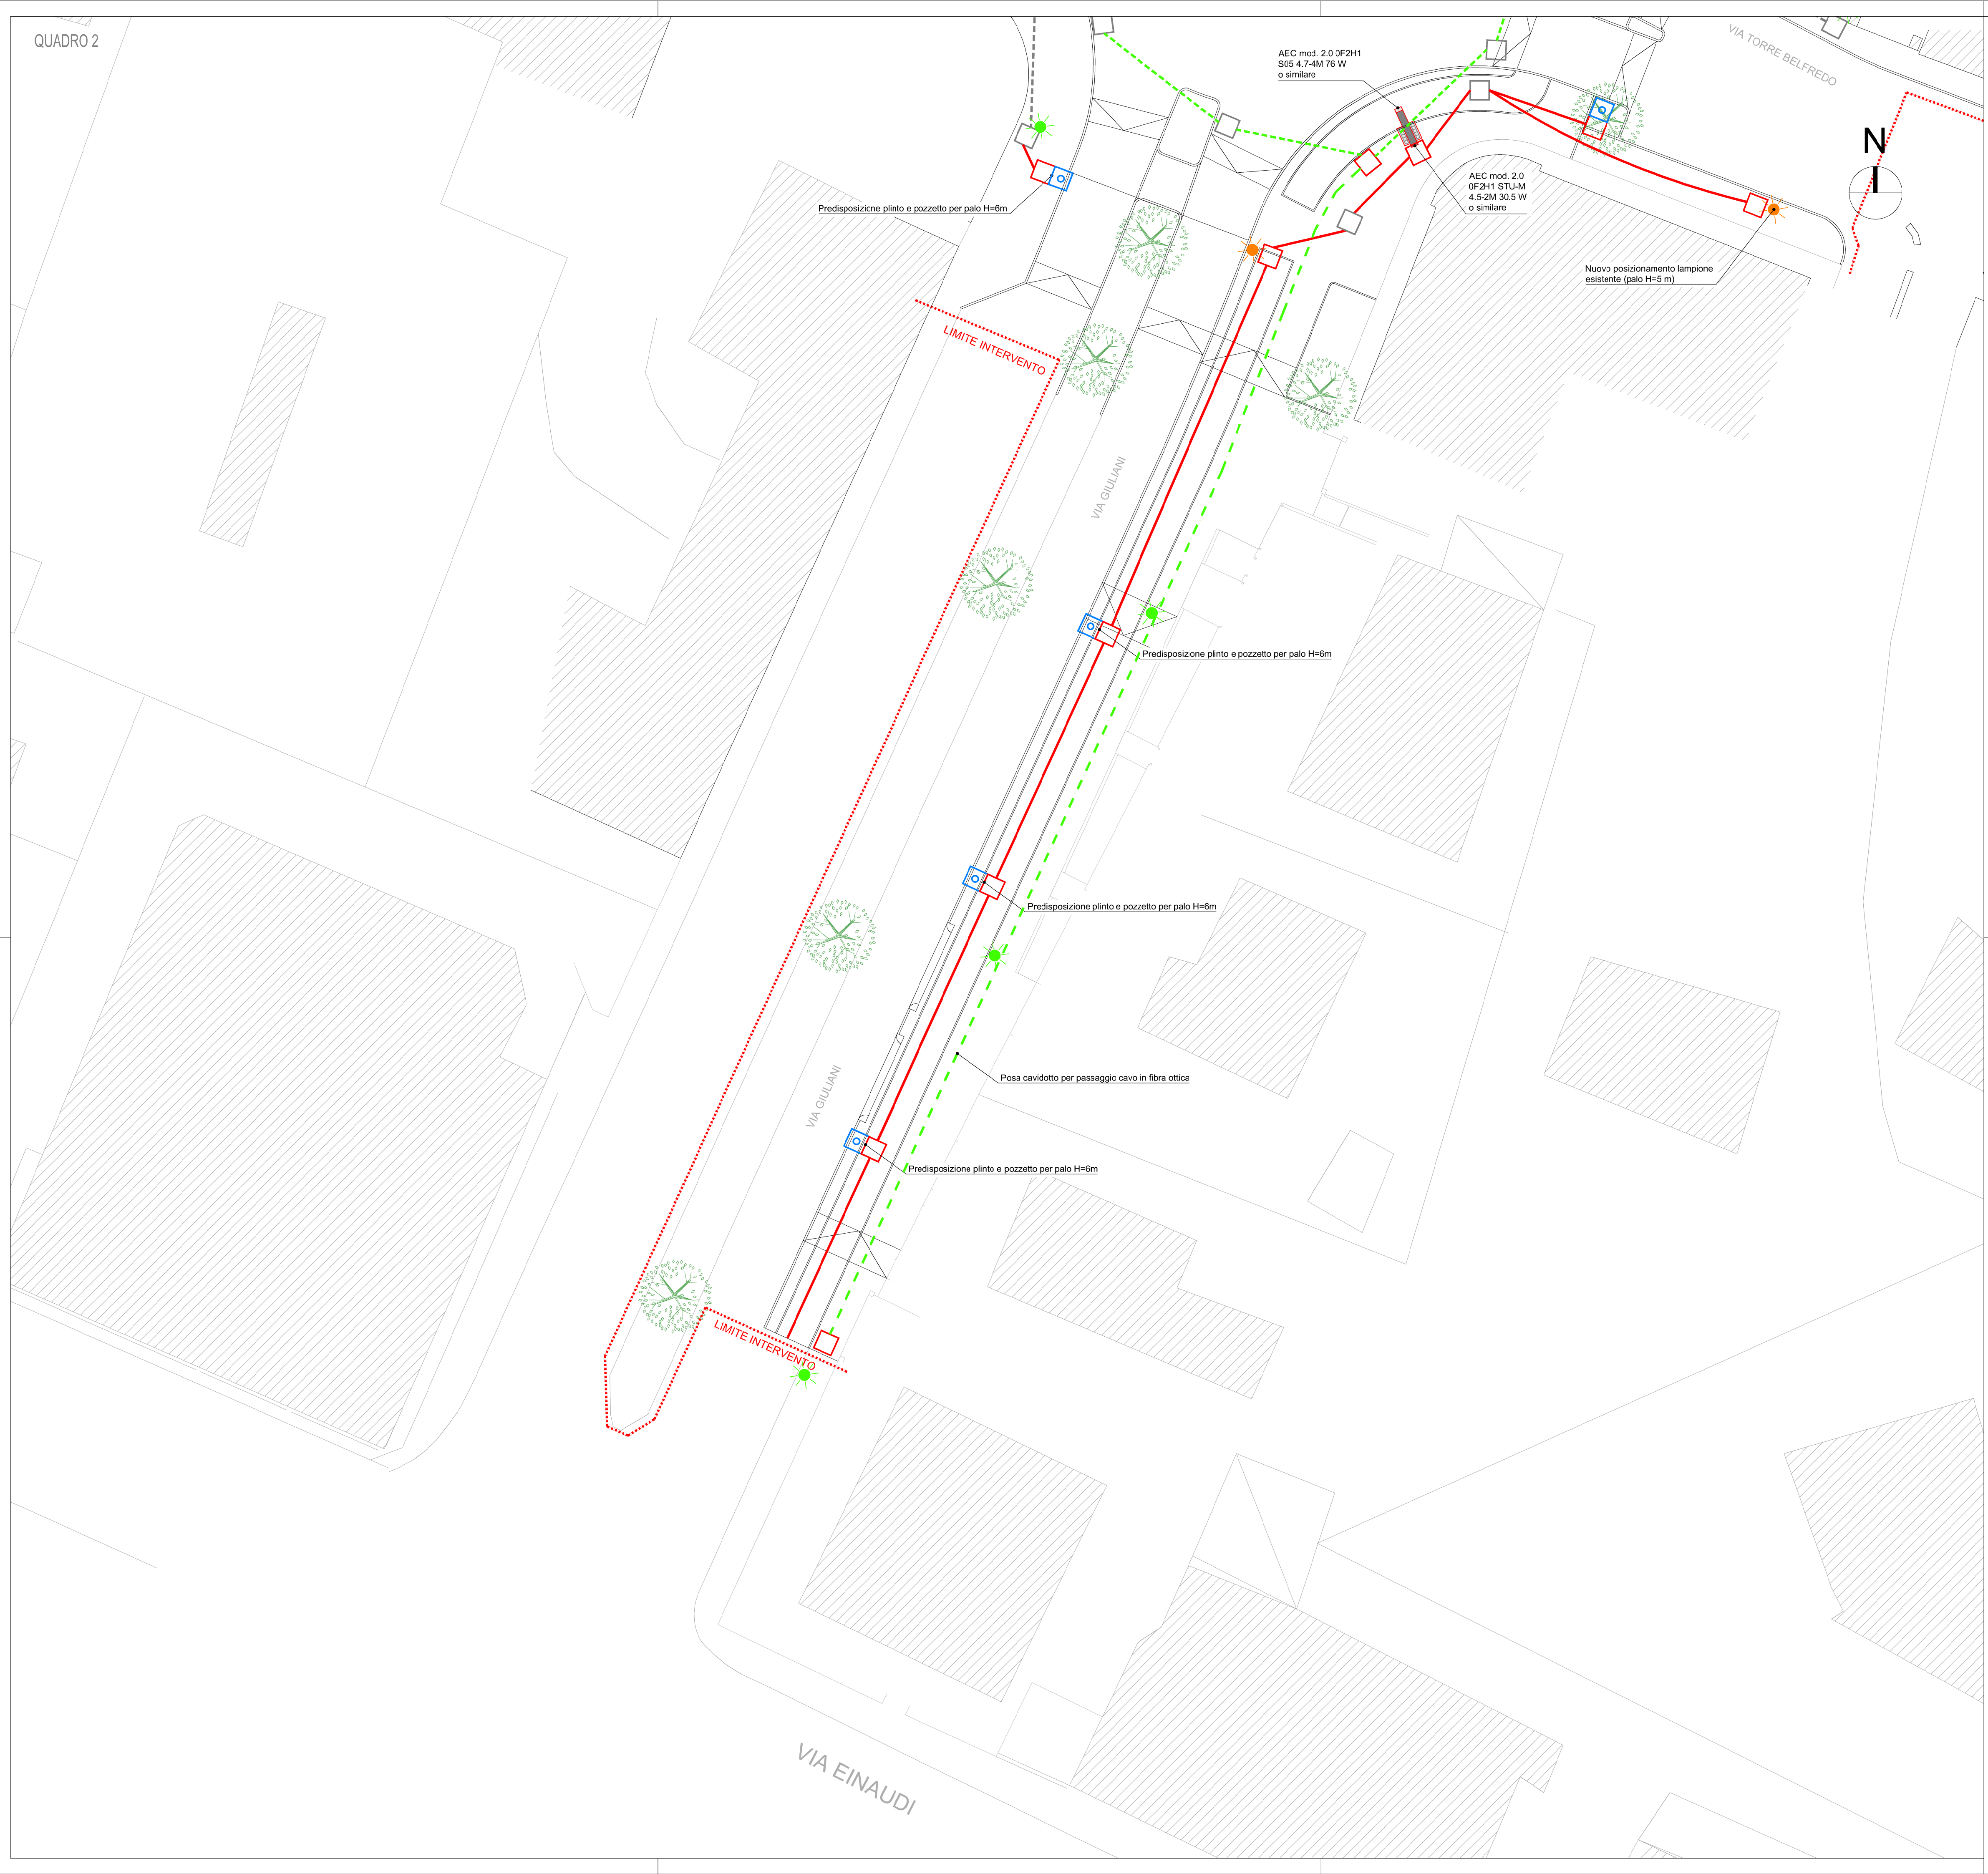 QUADRO 2
VIA TORRE BELFREDO
AEC mod. 2.0 0F2H1
S05 4.7-4M 76 W
o similare
N
AEC mod. 2.0
0F2H1 STU-M
4.5-2M 30.5 W
o similare
Predisposizione plinto e pozzetto per palo H=6m
Nuovo posizionamento lampione
esistente (palo H=5 m)
LIMITE INTERVENTO
VIA GIULIANI
Predisposizione plinto e pozzetto per palo H=6m
Predisposizione plinto e pozzetto per palo H=6m
Posa cavidotto per passaggio cavo in fibra ottica
VIA GIULIANI
Predisposizione plinto e pozzetto per palo H=6m
LIMITE INTERVENTO
VIA EINAUDI